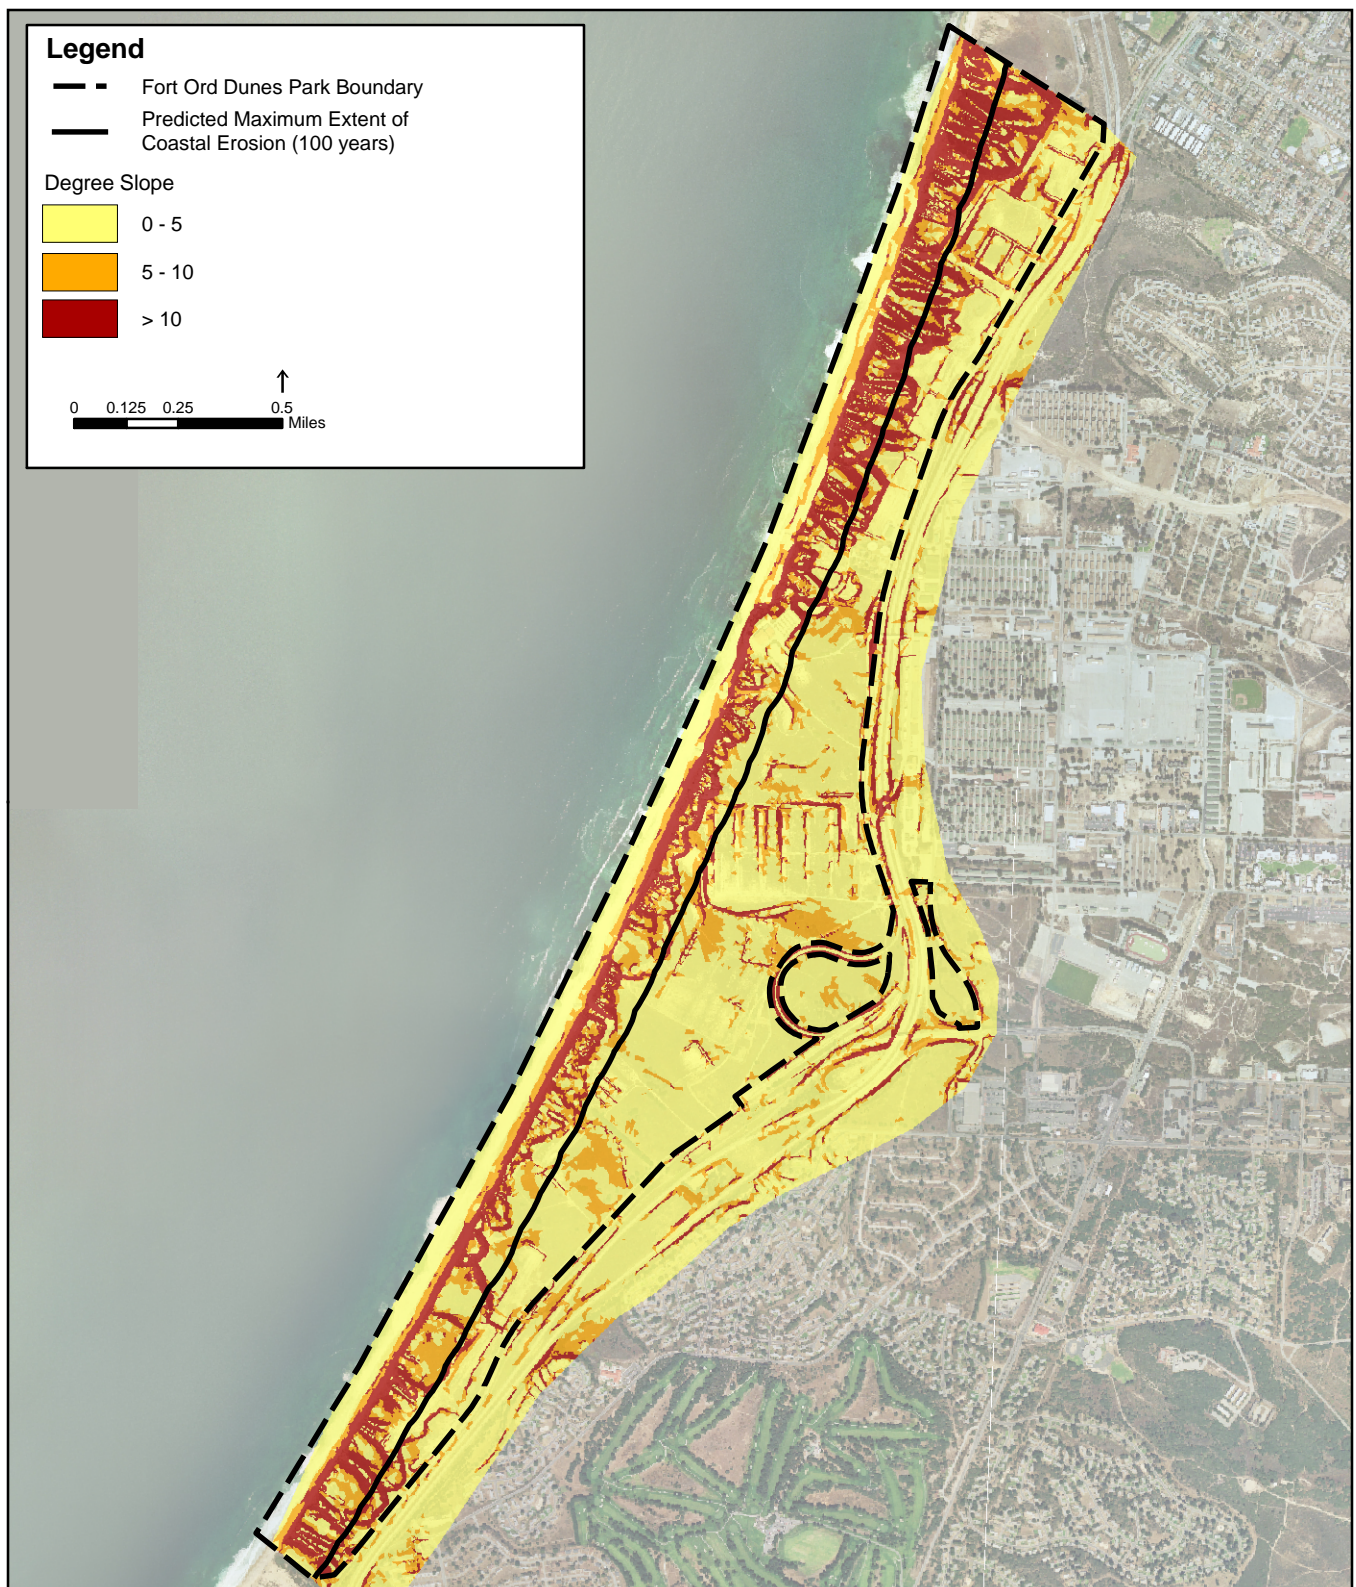 Legend
Fort Ord Dunes Park Boundary
Predicted Maximum Extent of
Coastal Erosion (100 years)
Degree Slope
0 - 5
5 - 10
> 10
0 0.125 0.25 0.5
Miles